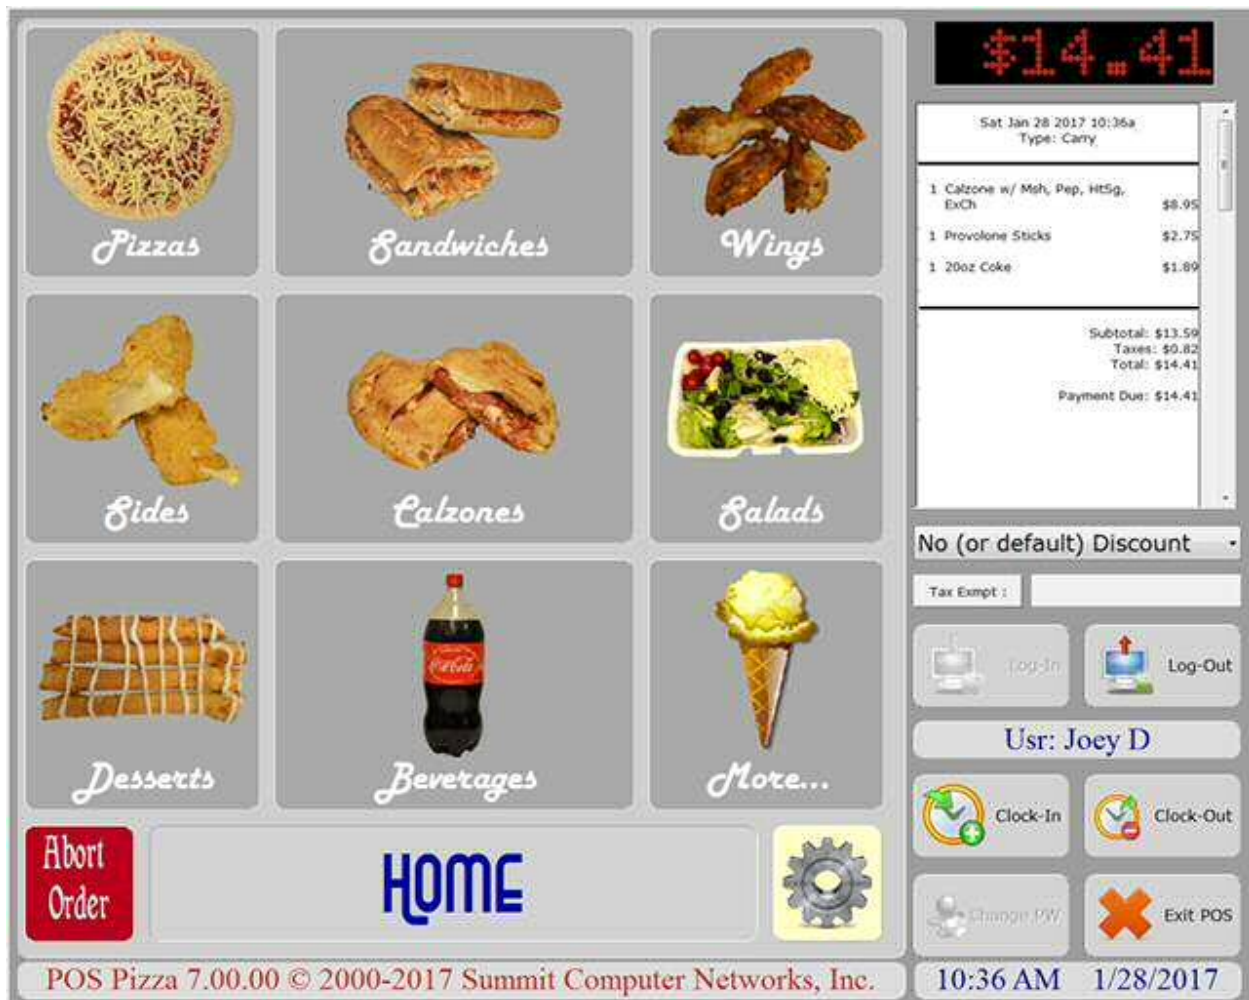 Pizzas
Sandwiches
Wings
Sides
Calzones
Salads
Desserts
Coca-Cola
Beverages
More...
Abort
Order
HOME
POS Pizza 7.00.00 © 2000-2017 Summit Computer Networks, Inc.
$14.41
Sat Jan 28 2017 10:36a
Type: Carry
1 Calzone w/ Msh, Pep, HtSg,
ExCh $8.95
1 Provolone Sticks $2.75
1 20oz Coke $1.89
Subtotal: $13.59
Taxes: $0.82
Total: $14.41
Payment Due: $14.41
No (or default) Discount
Tax Exmpt :
Log-In
Log-Out
Usr: Joey D
Clock-In
Clock-Out
Change PW
Exit POS
10:36 AM 1/28/2017